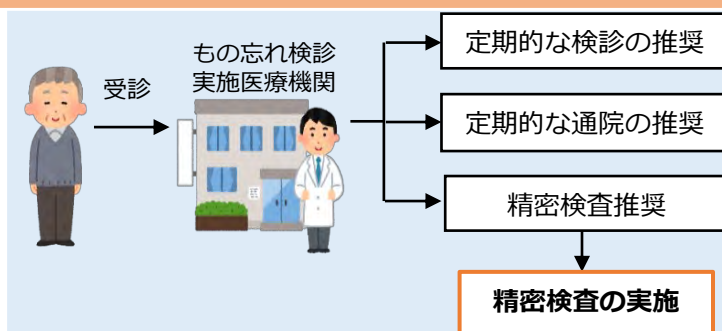 受診
もの忘れ検診
実施医療機関
定期的な検診の推奨
定期的な通院の推奨
精密検査推奨
精密検査の実施